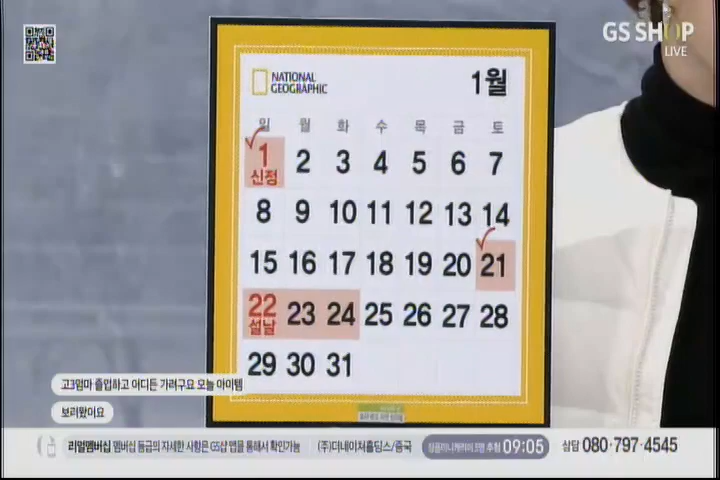 GS SHOP
LIVE
NATIONAL
GEOGRAPHIC
1월
일 월 화 수 목 금 토
1 2 3 4 5 6 7
신정
8 9 10 11 12 13 14
15 16 17 18 19 20 21
22 23 24 25 26 27 28
설날
29 30 31
고3엄마 졸업하고 어디든 가려구요 오늘 아이템
보러왔어요
리얼멤버십 멤버십 등급의 자세한 사항은 GS샵 앱을 통해서 확인가능 (주)더네이쳐홀딩스/중국 추첨 09:05 상담 080·797·4545